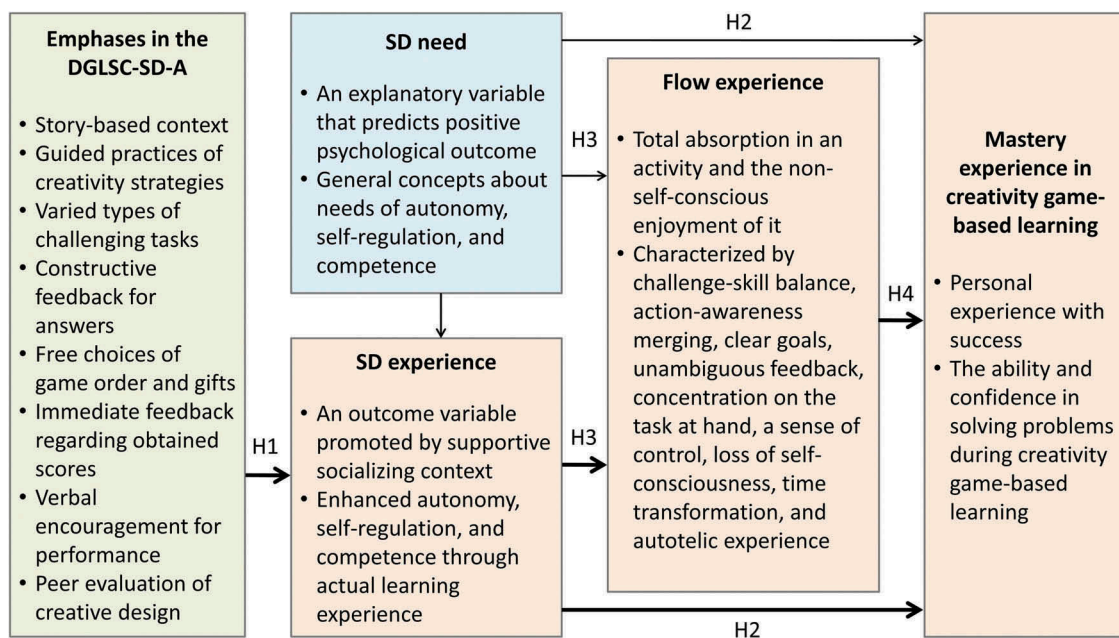 Emphases in the
DGLSC-SD-A
• Story-based context
• Guided practices of
creativity strategies
• Varied types of
challenging tasks
• Constructive
feedback for
answers
• Free choices of
game order and gifts
• Immediate feedback
regarding obtained
scores
• Verbal
encouragement for
performance
• Peer evaluation of
creative design
H1
SD need
• An explanatory variable
that predicts positive
psychological outcome
• General concepts about
needs of autonomy,
self-regulation, and
competence
SD experience
• An outcome variable
promoted by supportive
socializing context
• Enhanced autonomy,
self-regulation, and
competence through
actual learning
experience
H2
H3
H3
H2
Flow experience
• Total absorption in an
activity and the non-
self-conscious
enjoyment of it
• Characterized by
challenge-skill balance,
action-awareness
merging, clear goals,
unambiguous feedback,
concentration on the
task at hand, a sense of
control, loss of self-
consciousness, time
transformation, and
autotelic experience
H4
Mastery
experience in
creativity game-
based learning
• Personal
experience with
success
• The ability and
confidence in
solving problems
during creativity
game-based
learning